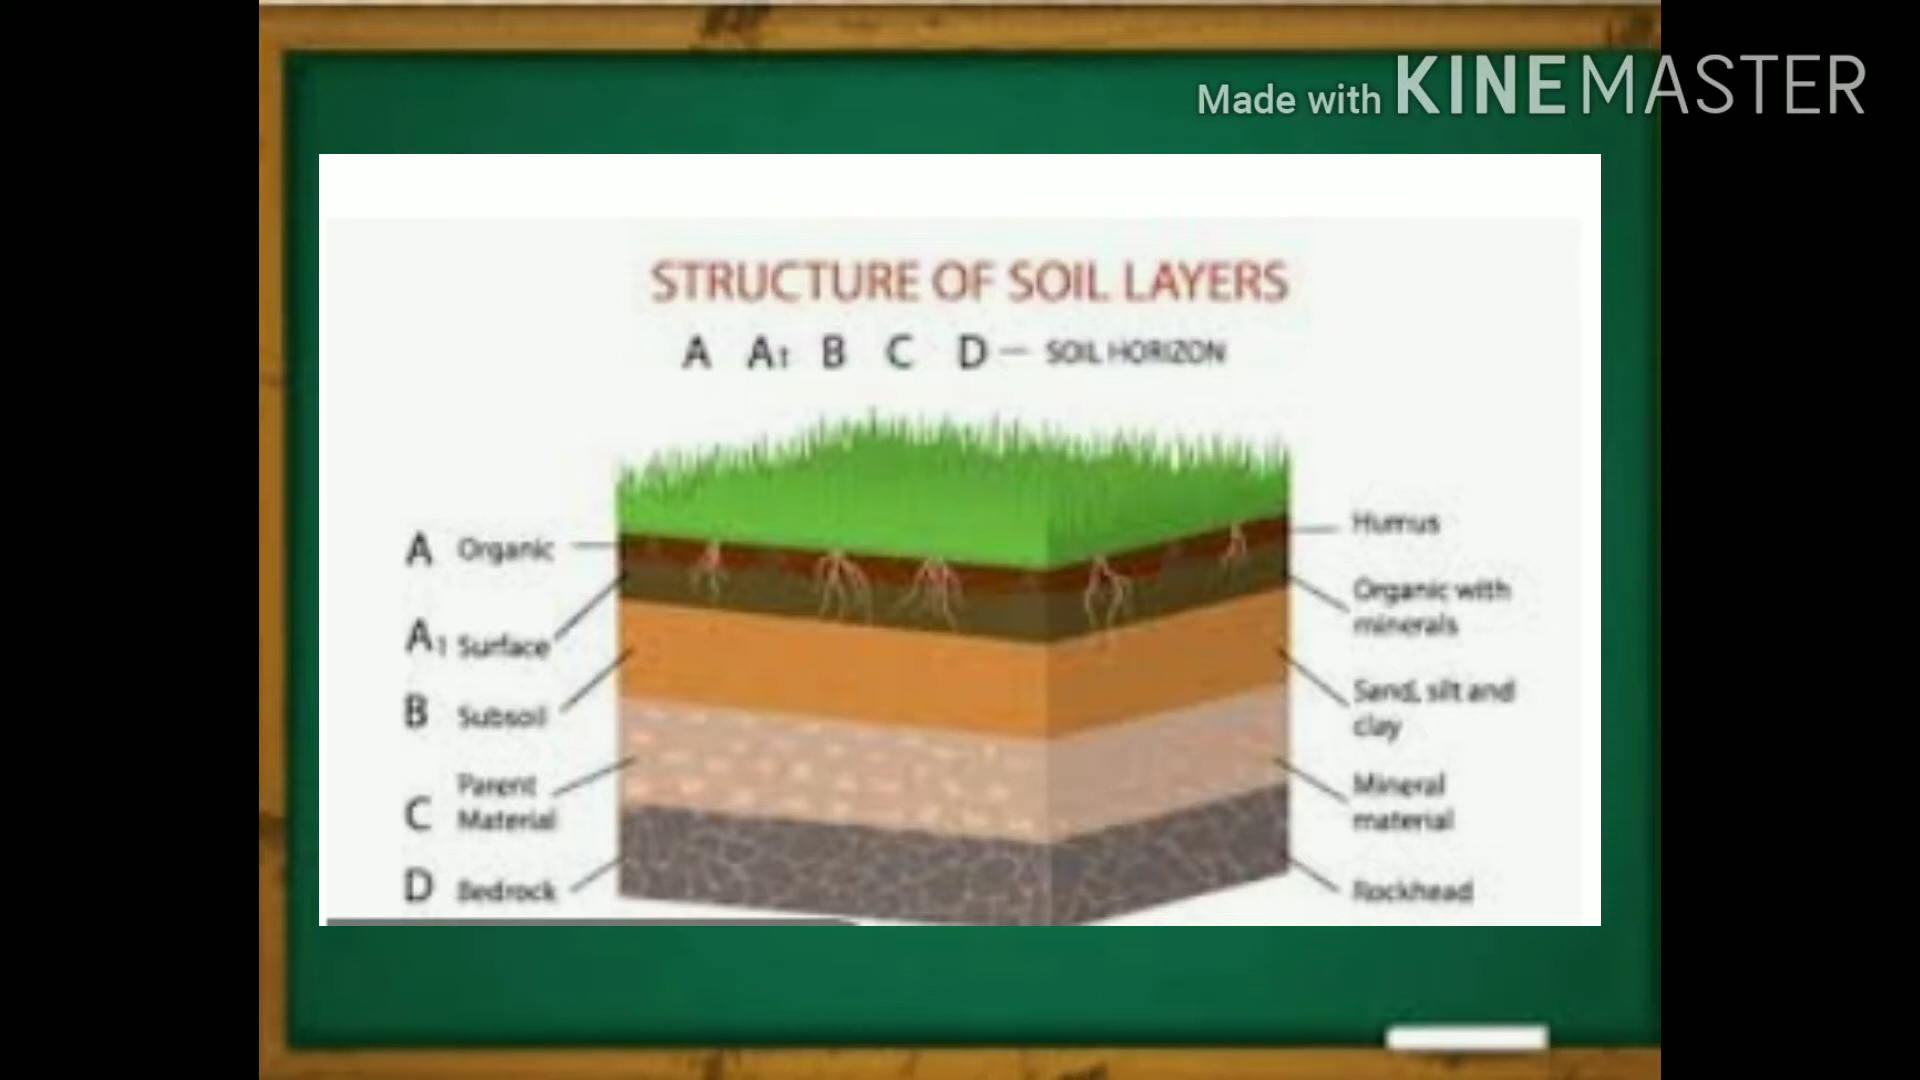 Made with KINEMASTER
STRUCTURE OF SOIL LAYERS
A A1 B C D — SOIL HORIZON
A Organic
A1 Surface
B Subsoil
C Parent
Material
D Bedrock
Humus
Organic with
minerals
Sand, silt and
clay
Mineral
material
Rockhead